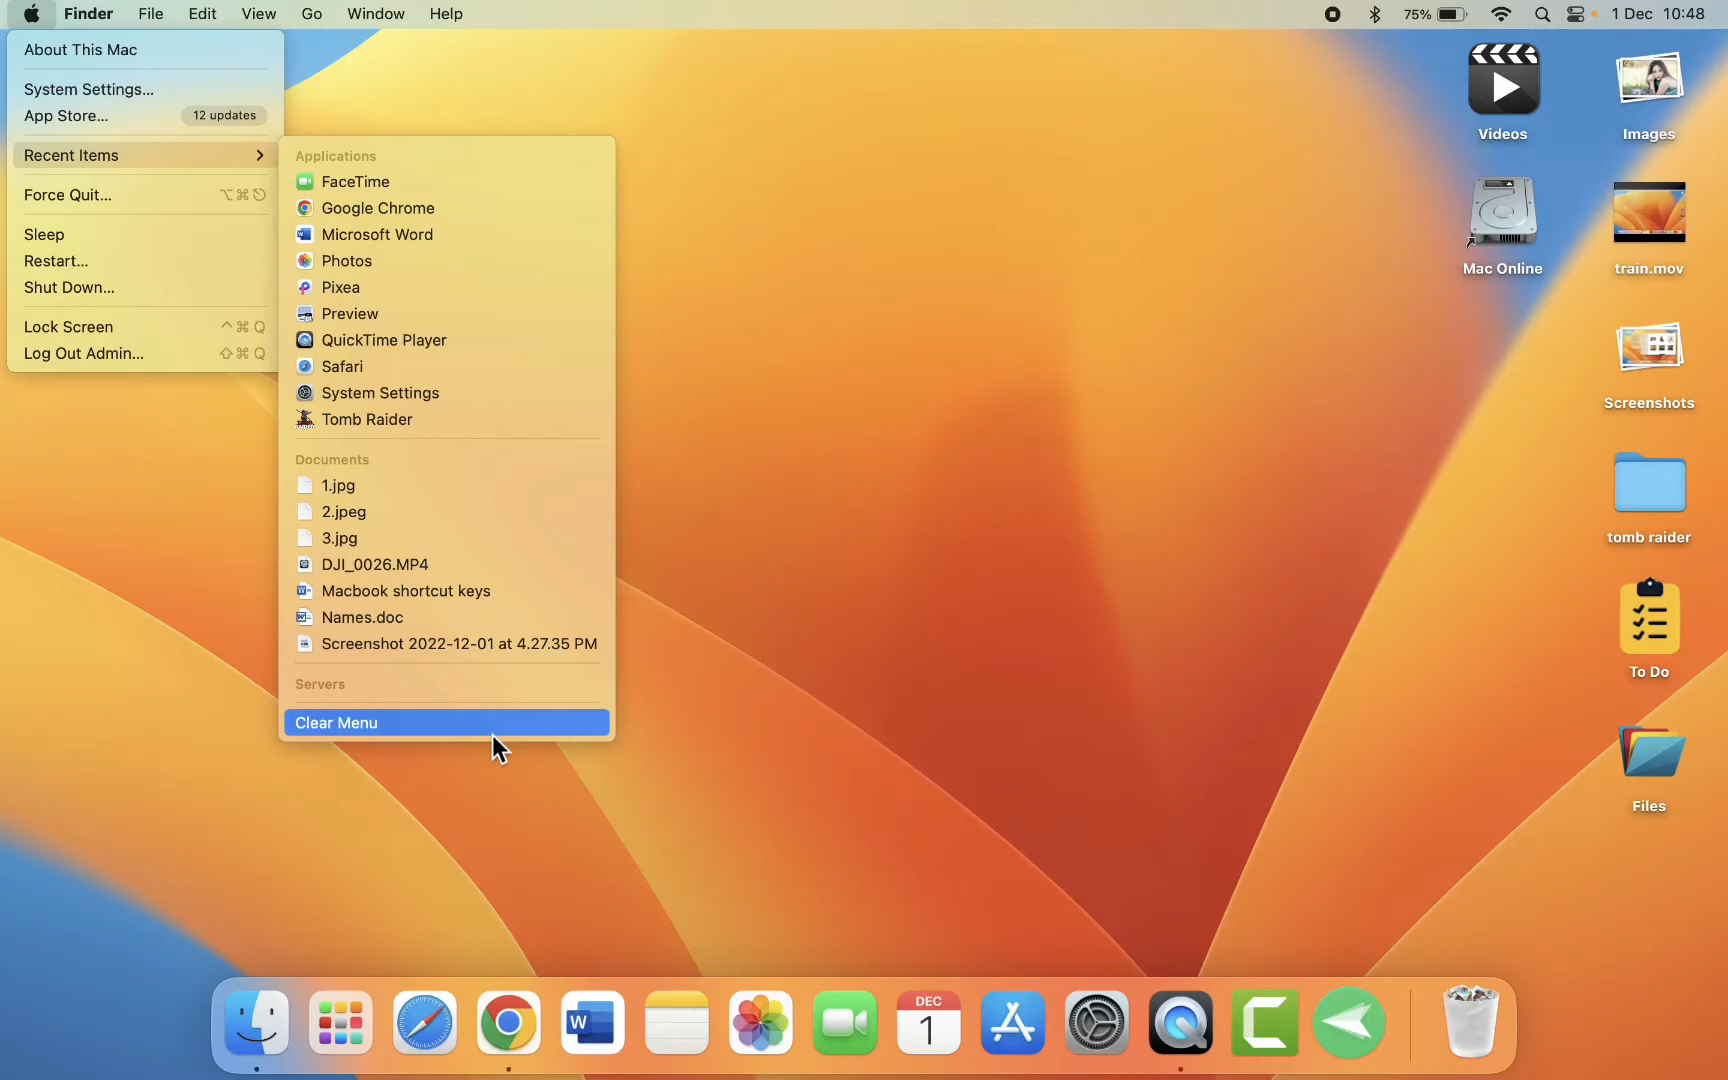 Finder File Edit View Go Window Help 75% 1 Dec 10:48
About This Mac
System Settings...
App Store... 12 updates
Recent Items
Force Quit... ⌥⌘⎋
Sleep
Restart...
Shut Down...
Lock Screen ^⌘Q
Log Out Admin... ⇧⌘Q
Applications
FaceTime
Google Chrome
Microsoft Word
Photos
Pixea
Preview
QuickTime Player
Safari
System Settings
Tomb Raider
Documents
1.jpg
2.jpeg
3.jpg
DJI_0026.MP4
Macbook shortcut keys
Names.doc
Screenshot 2022-12-01 at 4.27.35 PM
Servers
Clear Menu
Videos
Images
Mac Online
train.mov
Screenshots
tomb raider
To Do
Files
W
DEC
1